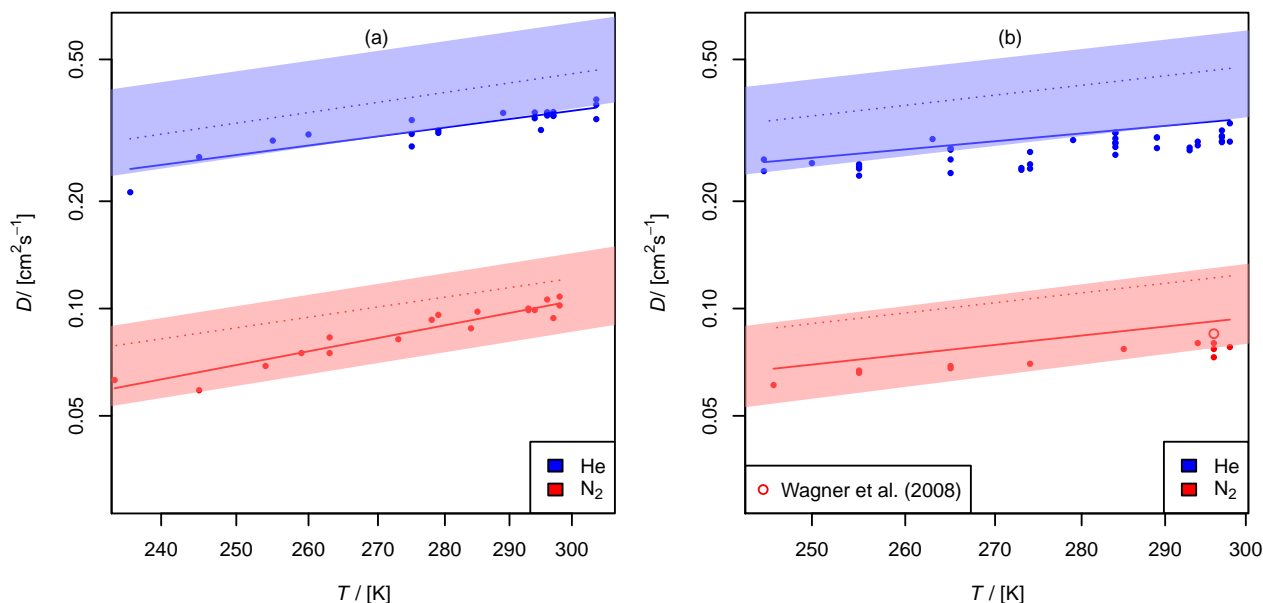 (a)
D/ [cm²s⁻¹]
0.50
0.20
0.10
0.05
He
N₂
240 250 260 270 280 290 300
T / [K]
(b)
D/ [cm²s⁻¹]
0.50
0.20
0.10
0.05
Wagner et al. (2008)
He
N₂
250 260 270 280 290 300
T / [K]